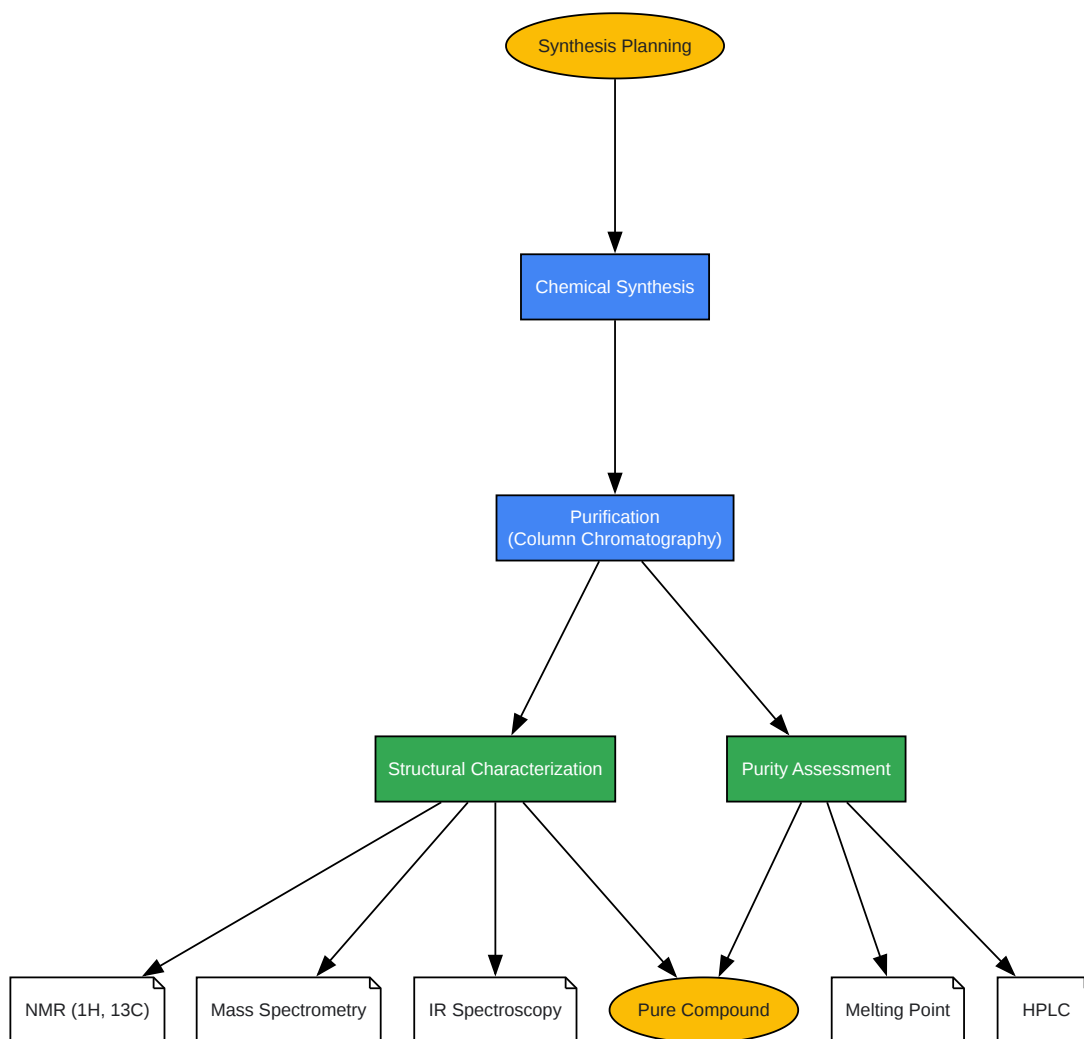 Synthesis Planning
Chemical Synthesis
Purification
(Column Chromatography)
Structural Characterization
Purity Assessment
NMR (1H, 13C)
Mass Spectrometry
IR Spectroscopy
Pure Compound
Melting Point
HPLC